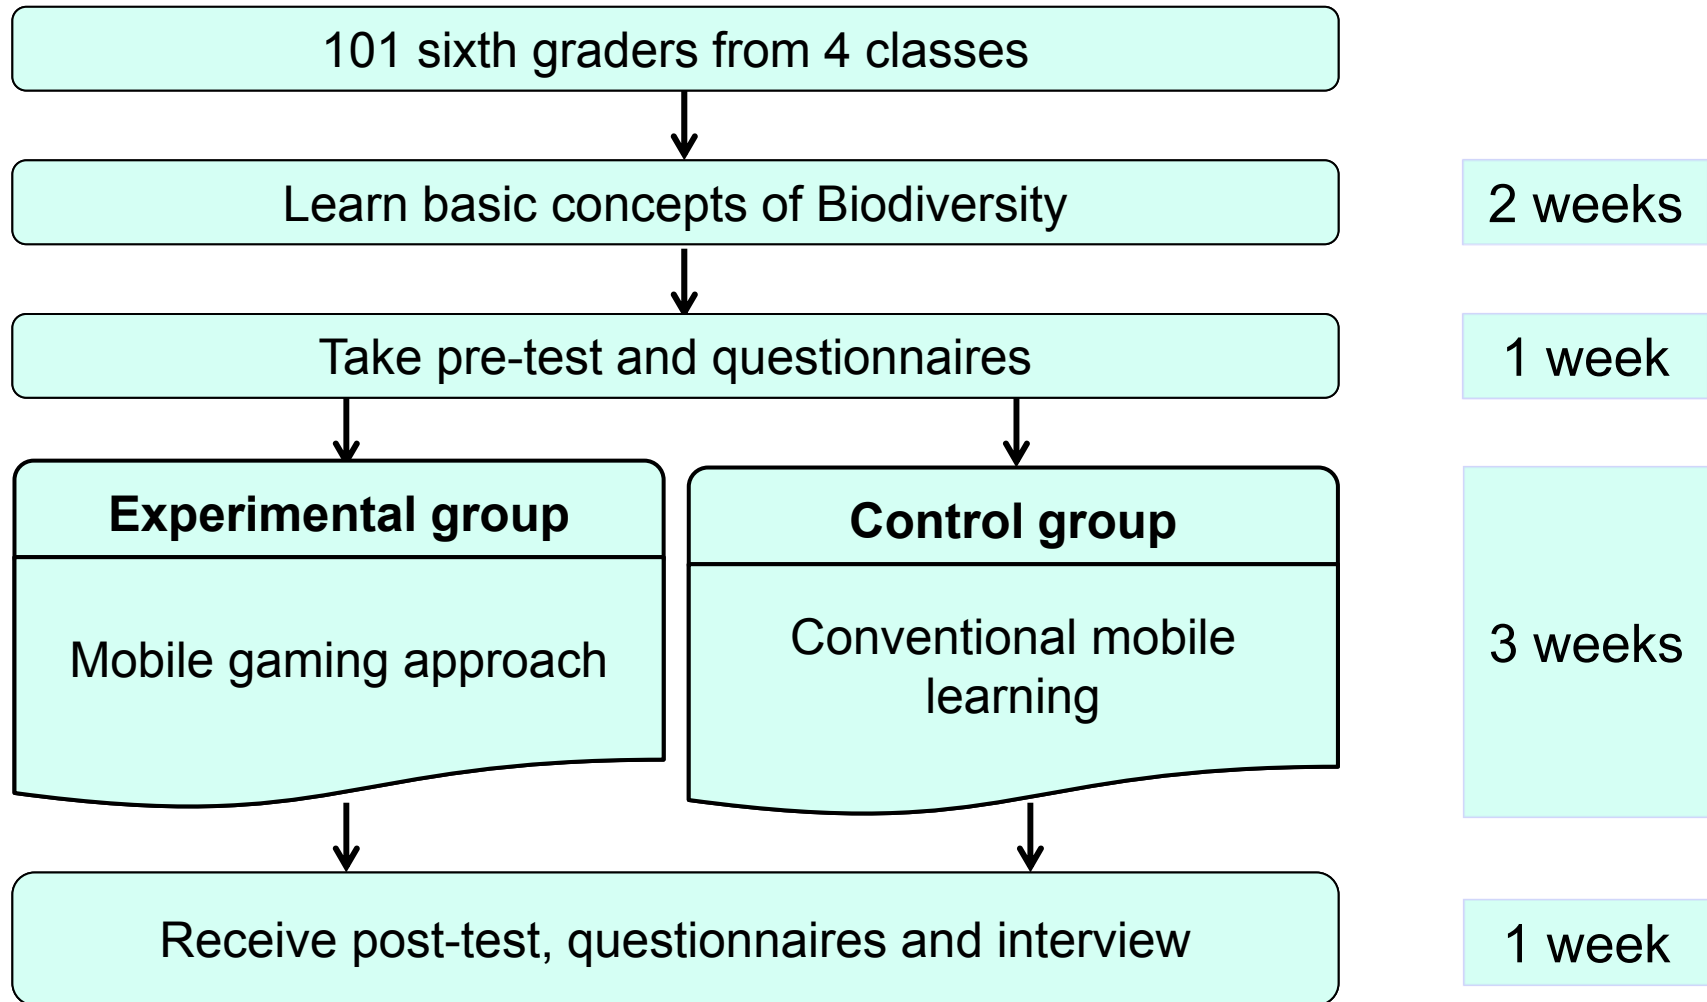 101 sixth graders from 4 classes
Learn basic concepts of Biodiversity
2 weeks
Take pre-test and questionnaires
1 week
Experimental group
Mobile gaming approach
Control group
Conventional mobile
learning
3 weeks
Receive post-test, questionnaires and interview
1 week